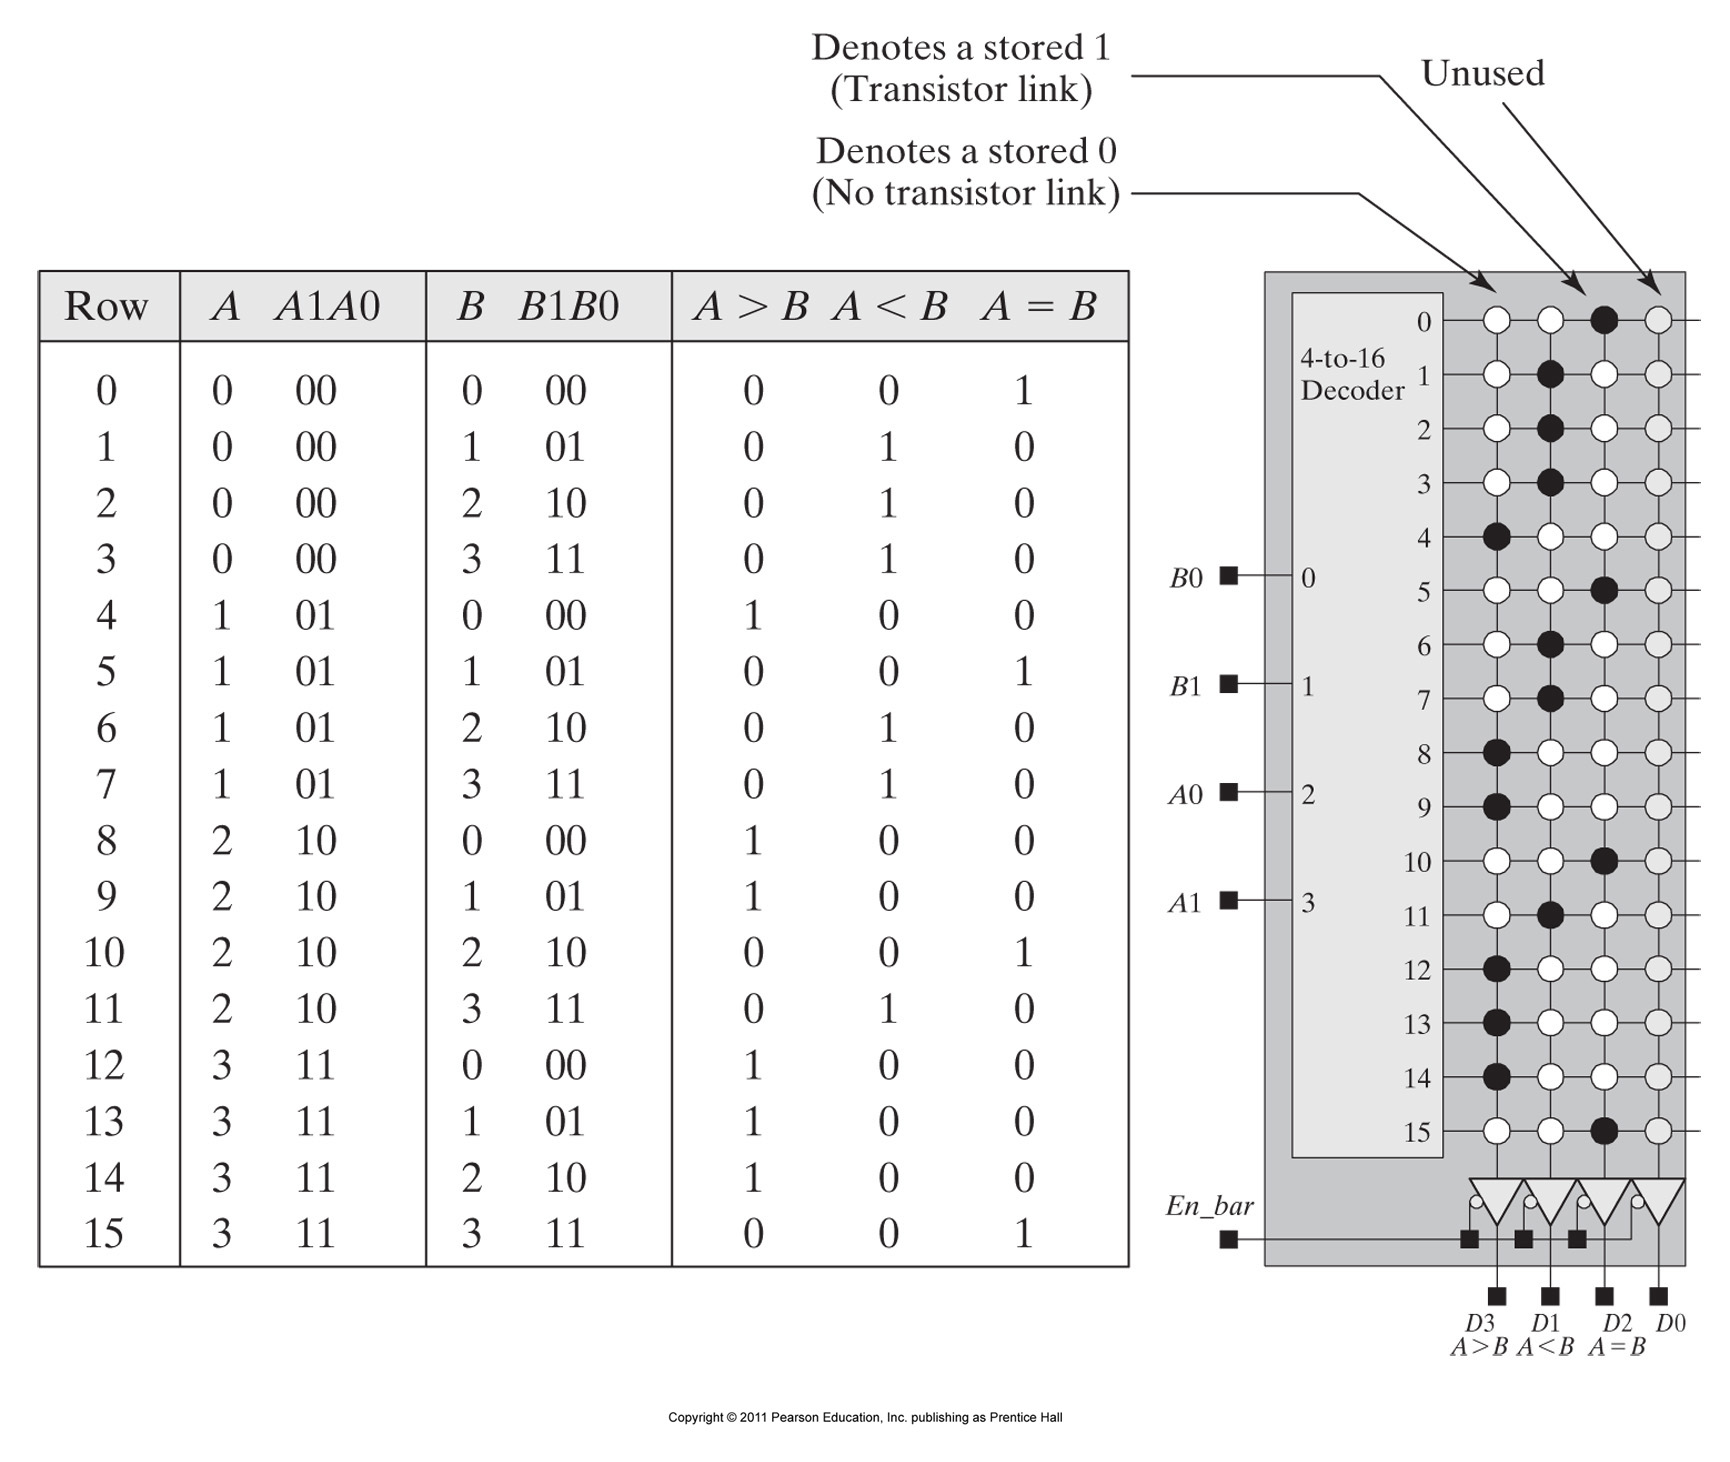 Denotes a stored 1
(Transistor link)
Unused
Denotes a stored 0
(No transistor link)
Row A A1A0 B B1B0 A > B A < B A = B
0 0 00 0 00 0 0 1
1 0 00 1 01 0 1 0
2 0 00 2 10 0 1 0
3 0 00 3 11 0 1 0
4 1 01 0 00 1 0 0
5 1 01 1 01 0 0 1
6 1 01 2 10 0 1 0
7 1 01 3 11 0 1 0
8 2 10 0 00 1 0 0
9 2 10 1 01 1 0 0
10 2 10 2 10 0 0 1
11 2 10 3 11 0 1 0
12 3 11 0 00 1 0 0
13 3 11 1 01 1 0 0
14 3 11 2 10 1 0 0
15 3 11 3 11 0 0 1
4-to-16
Decoder
B0 0
B1 1
A0 2
A1 3
0
1
2
3
4
5
6
7
8
9
10
11
12
13
14
15
En_bar
D3 D1 D2 D0
A>B A<B A=B
Copyright © 2011 Pearson Education, Inc. publishing as Prentice Hall